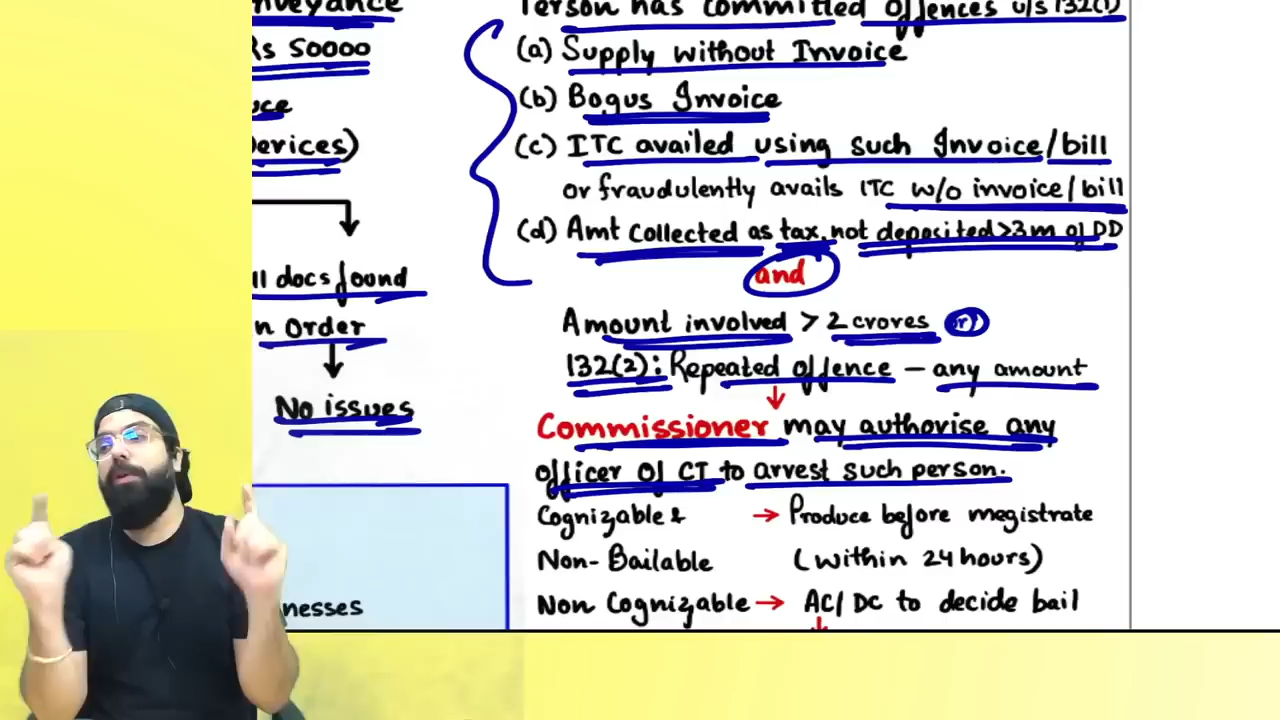 nveyance
Rs 50000
uce
Devices)
ll docs found
n Order
No issues
nesses
Person has committed offences u/s 132(1)
(a) Supply without Invoice
(b) Bogus Invoice
(c) ITC availed using such Invoice/bill
or fraudulently avails ITC w/o invoice/bill
(d) Amt collected as tax, not deposited >3m of DD
and
Amount involved > 2 crores or
132(2): Repeated offence – any amount
Commissioner may authorise any
officer of CT to arrest such person.
Cognizable & → Produce before megistrate
Non-Bailable (within 24 hours)
Non Cognizable → AC/DC to decide bail